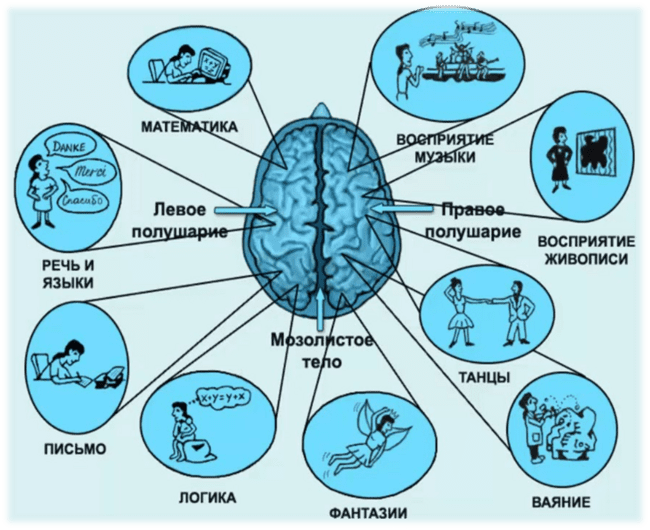 МАТЕМАТИКА
ВОСПРИЯТИЕ
МУЗЫКИ
DANKE
Merci
Спасибо
РЕЧЬ И
ЯЗЫКИ
Левое
полушарие
Правое
полушарие
ВОСПРИЯТИЕ
ЖИВОПИСИ
Мозолистое
тело
ТАНЦЫ
ПИСЬМО
x+y=y+x
ЛОГИКА
ФАНТАЗИИ
ВАЯНИЕ